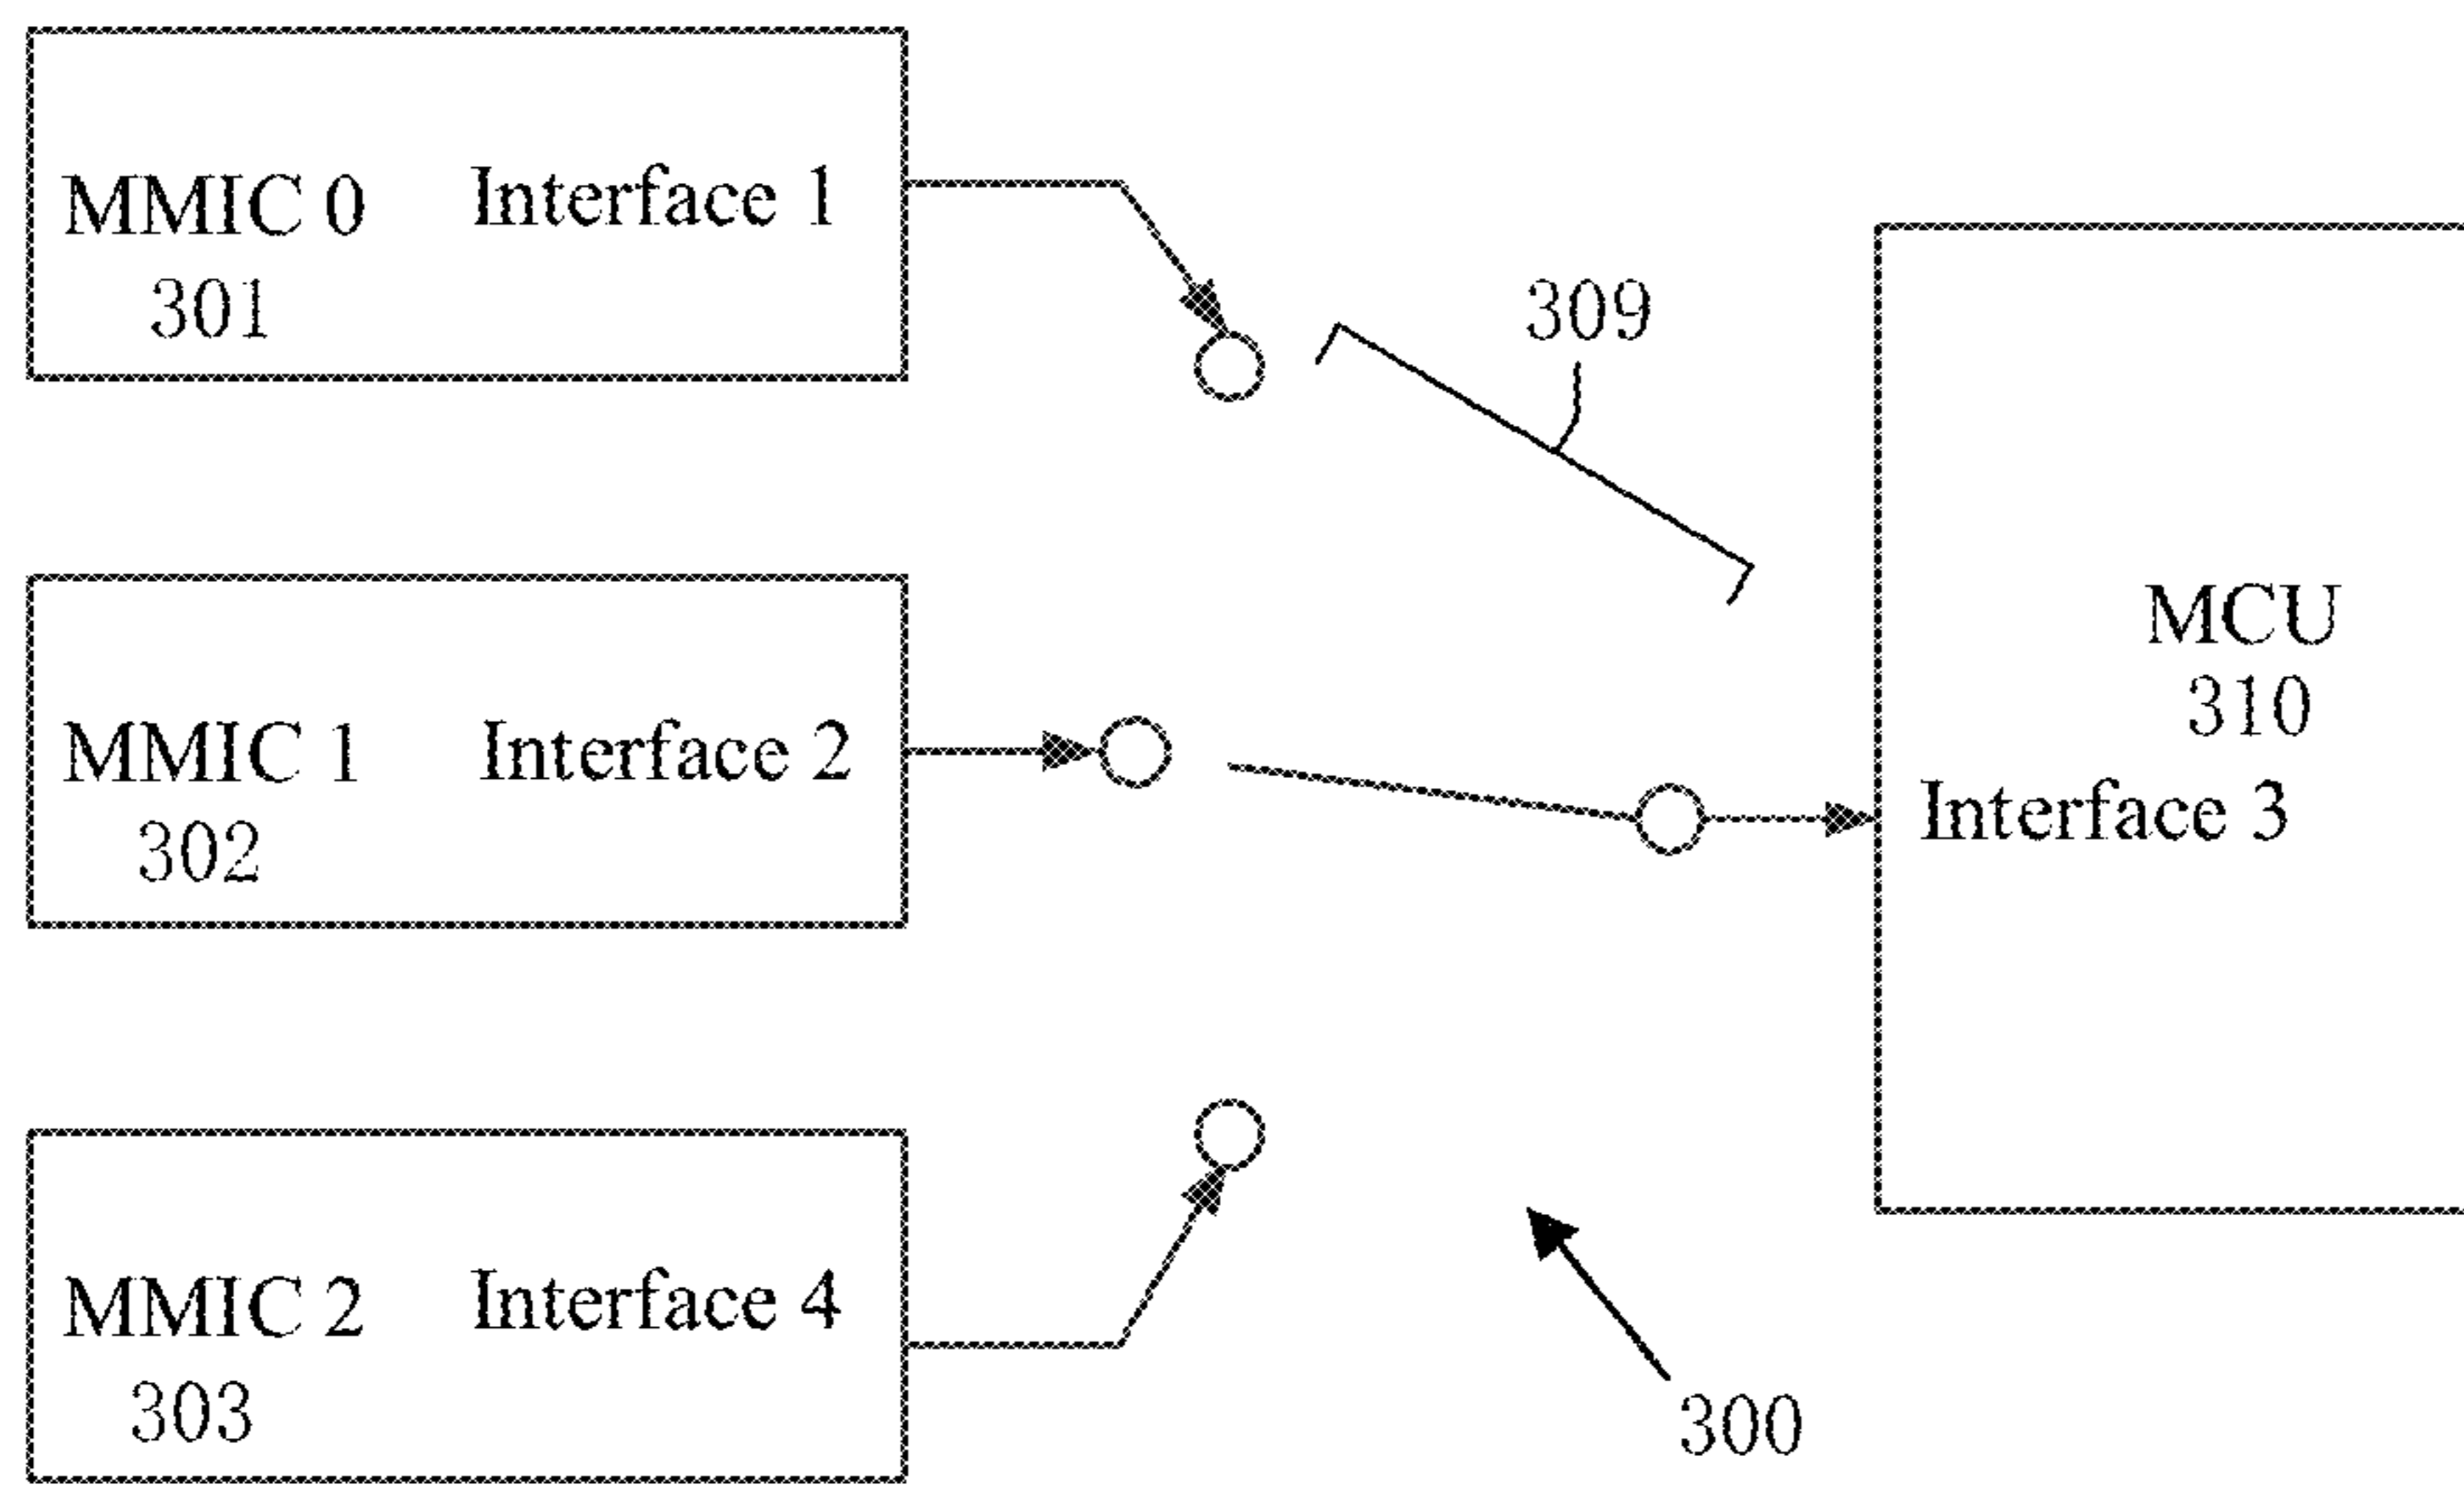 MMIC 0 Interface 1
301
309
MMIC 1 Interface 2
302
MCU
310
Interface 3
MMIC 2 Interface 4
303
300